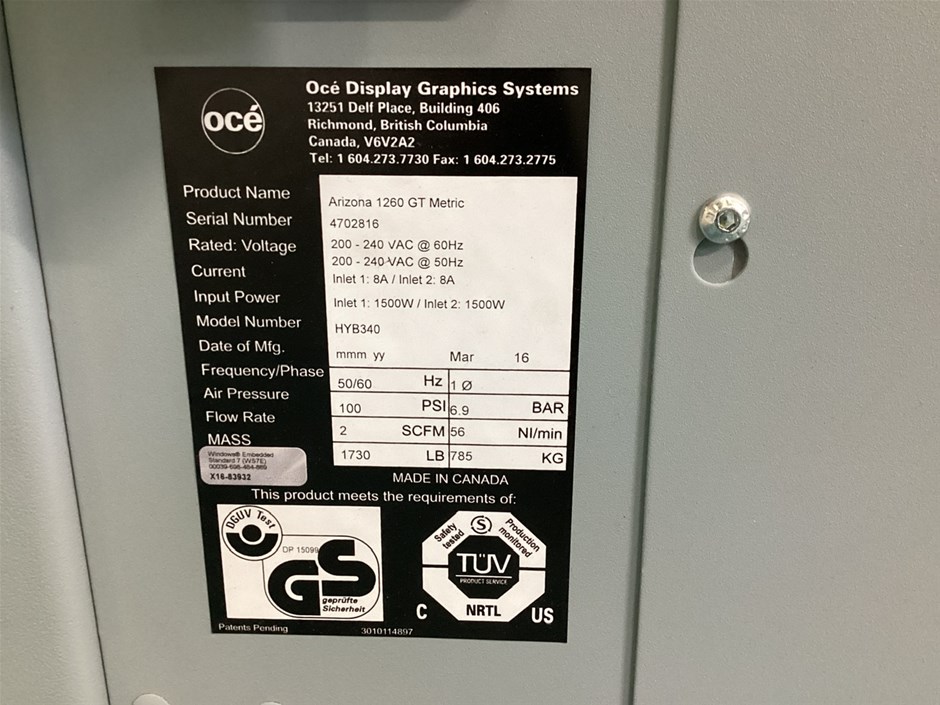 océ
Océ Display Graphics Systems
13251 Delf Place, Building 406
Richmond, British Columbia
Canada, V6V2A2
Tel: 1 604.273.7730 Fax: 1 604.273.2775
Product Name Arizona 1260 GT Metric
Serial Number 4702816
Rated: Voltage 200 - 240 VAC @ 60Hz
200 - 240 VAC @ 50Hz
Current Inlet 1: 8A / Inlet 2: 8A
Input Power Inlet 1: 1500W / Inlet 2: 1500W
Model Number HYB340
Date of Mfg. mmm yy Mar 16
Frequency/Phase 50/60 Hz 1 Ø
Air Pressure 100 PSI 6.9 BAR
Flow Rate 2 SCFM 56 Nl/min
MASS 1730 LB 785 KG
Windows® Embedded
Standard 7 (WS7E)
X16-83932
MADE IN CANADA
This product meets the requirements of:
DGUV Test
DP 15099
GS
geprüfte
Sicherheit
Safety
tested
S
Production
monitored
TÜV
PRODUCT SERVICE
C NRTL US
Patents Pending 3010114897